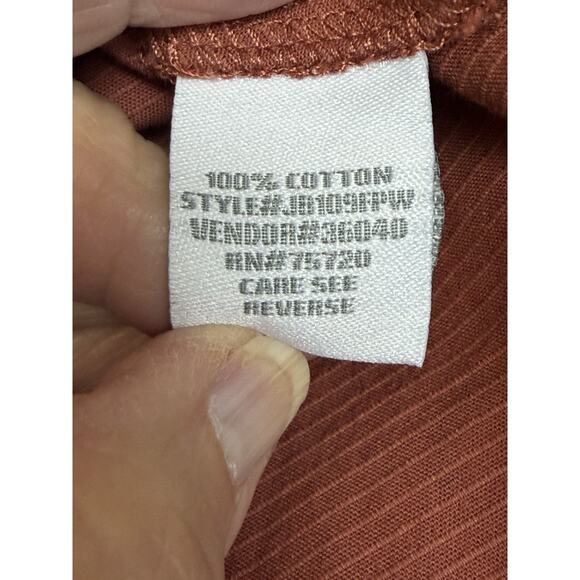 100% COTTON
STYLE#JB109FPW
VENDOR#36040
RN#75720
CARE SEE
REVERSE